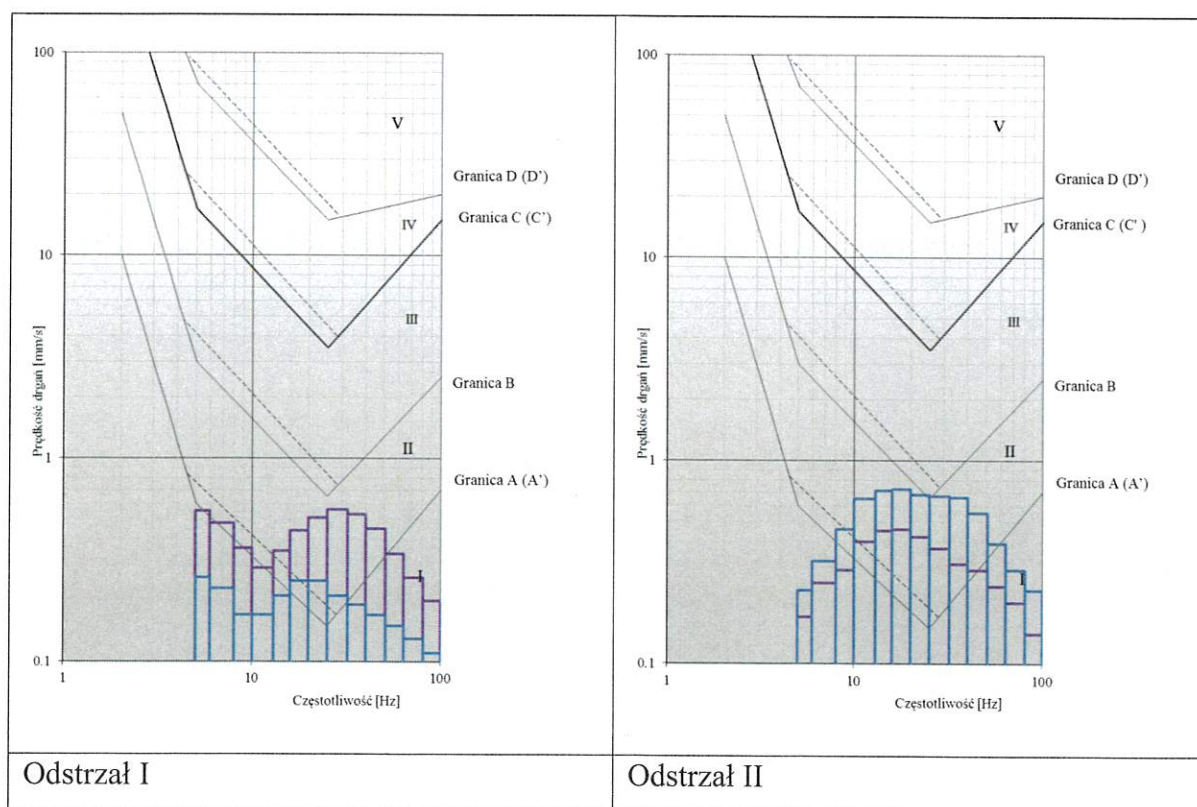 100
V
Granica D (D’)
IV
Granica C (C’)
10
III
Prędkość drgań [mm/s]
Granica B
II
1
Granica A (A’)
I
0.1
1
10
100
Częstotliwość [Hz]
Odstrzał I
100
V
Granica D (D’)
IV
Granica C (C’ )
10
III
Prędkość drgań [mm/s]
Granica B
II
1
Granica A (A’)
I
0.1
1
10
100
Częstotliwość [Hz]
Odstrzał II